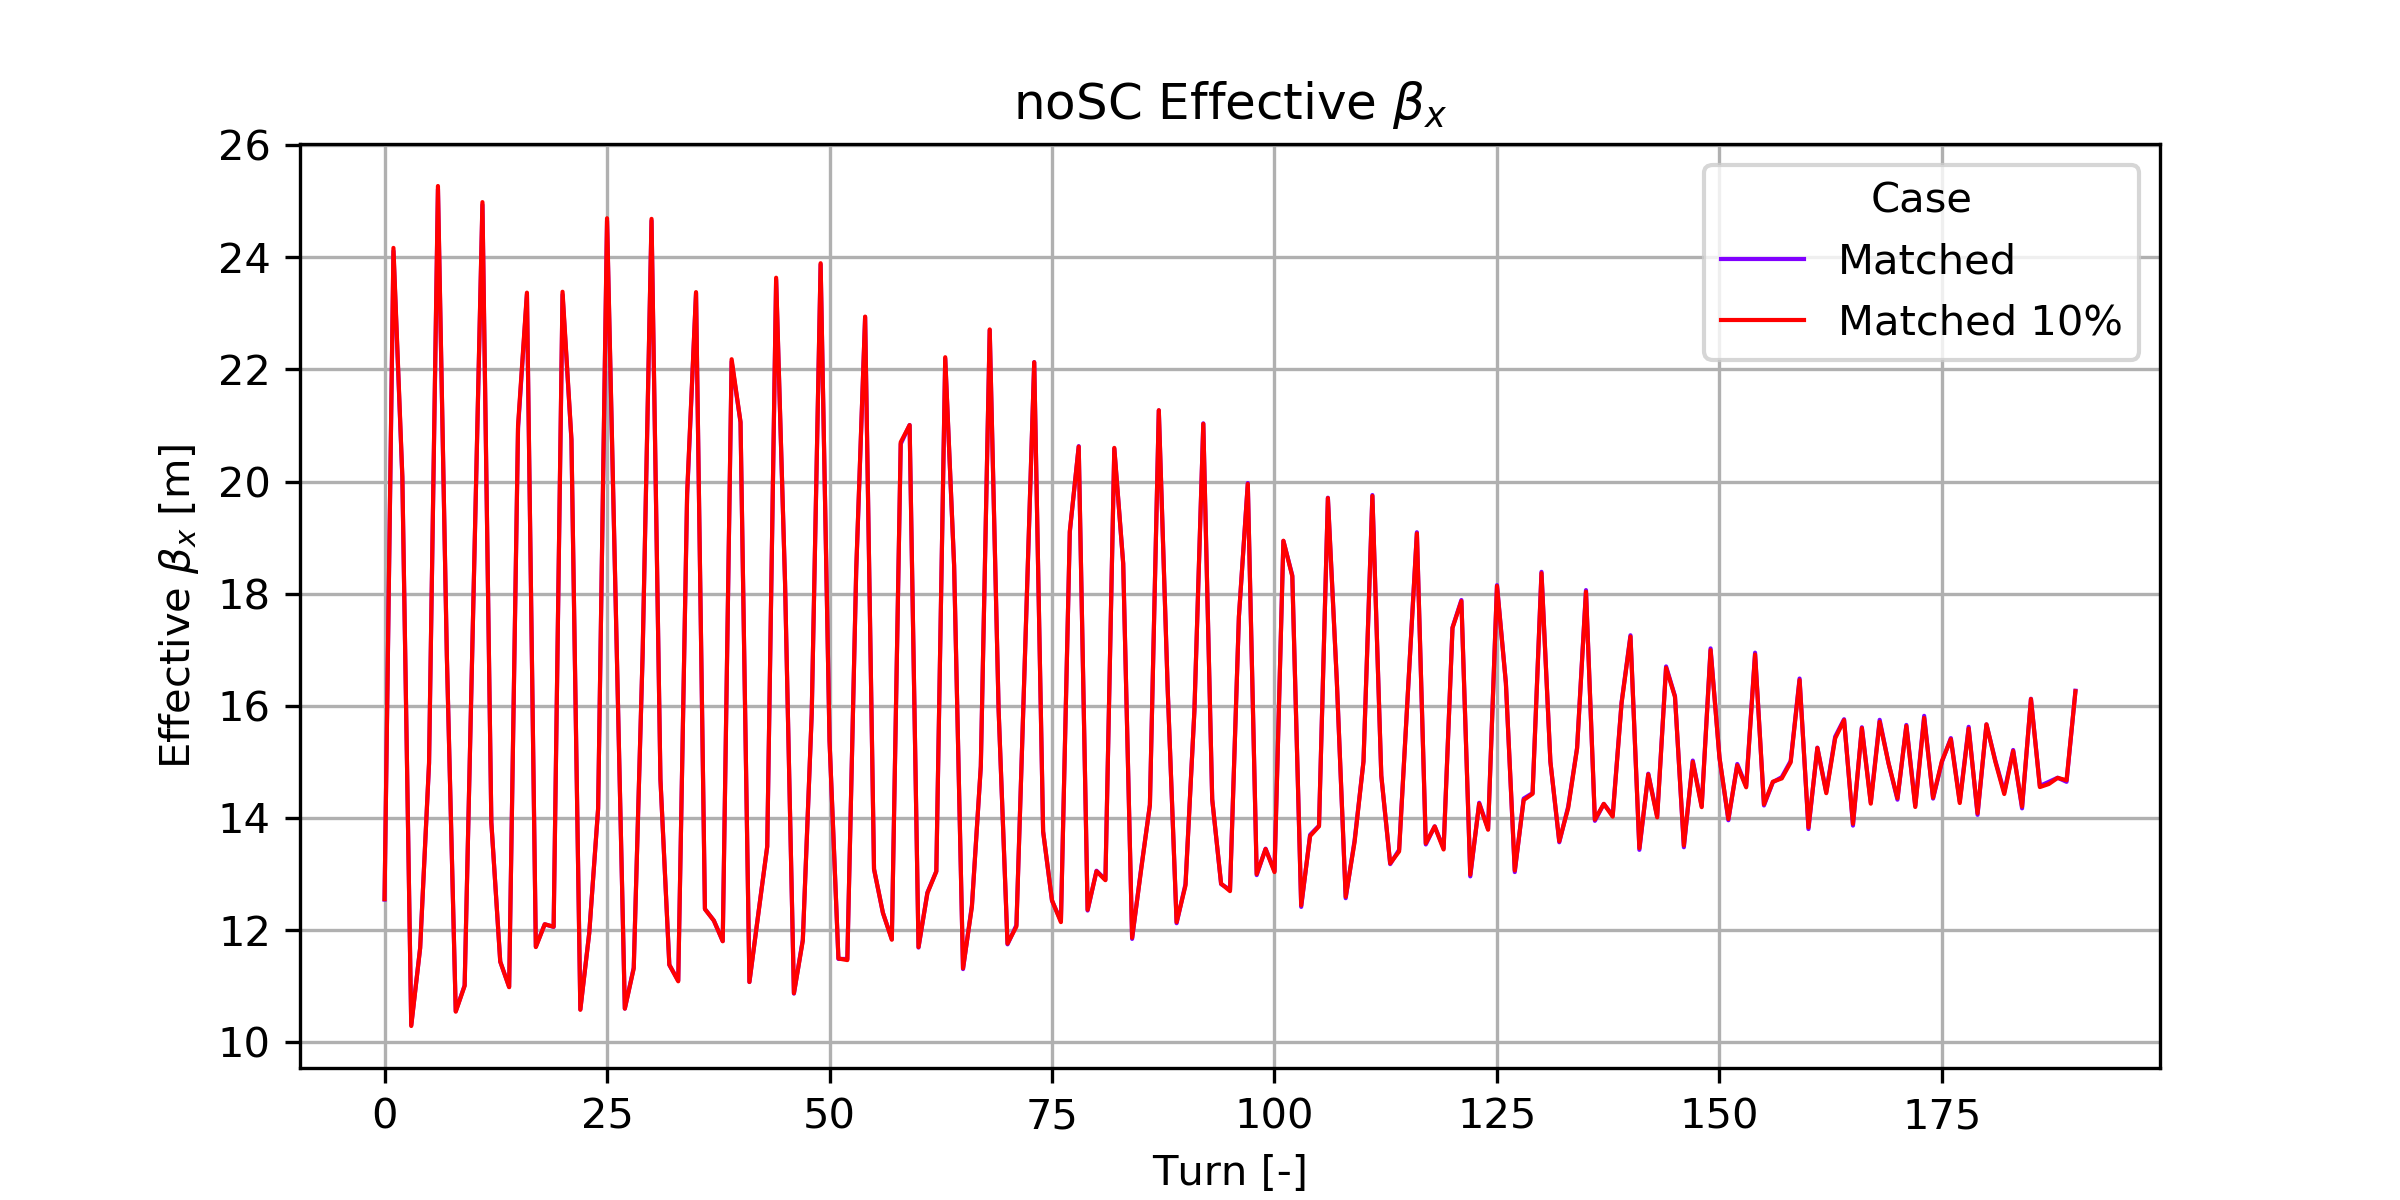 noSC Effective βx
26
24
22
20
18
16
14
12
10
Effective βx [m]
Case
Matched
Matched 10%
0 25 50 75 100 125 150 175
Turn [-]